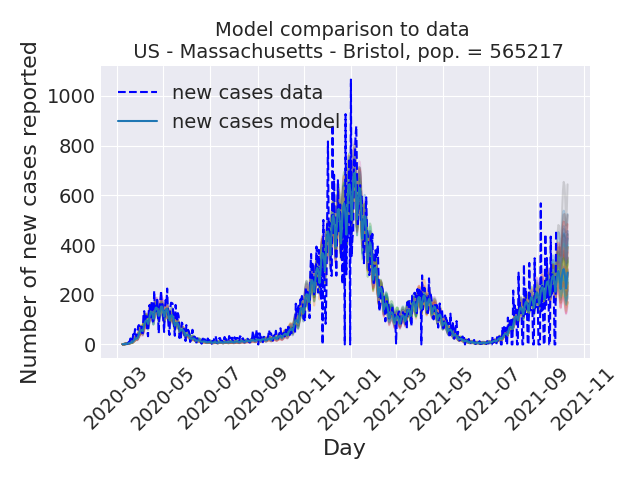 Model comparison to data
US - Massachusetts - Bristol, pop. = 565217
Number of new cases reported
1000
800
600
400
200
0
new cases data
new cases model
2020-03
2020-05
2020-07
2020-09
2020-11
2021-01
2021-03
2021-05
2021-07
2021-09
2021-11
Day